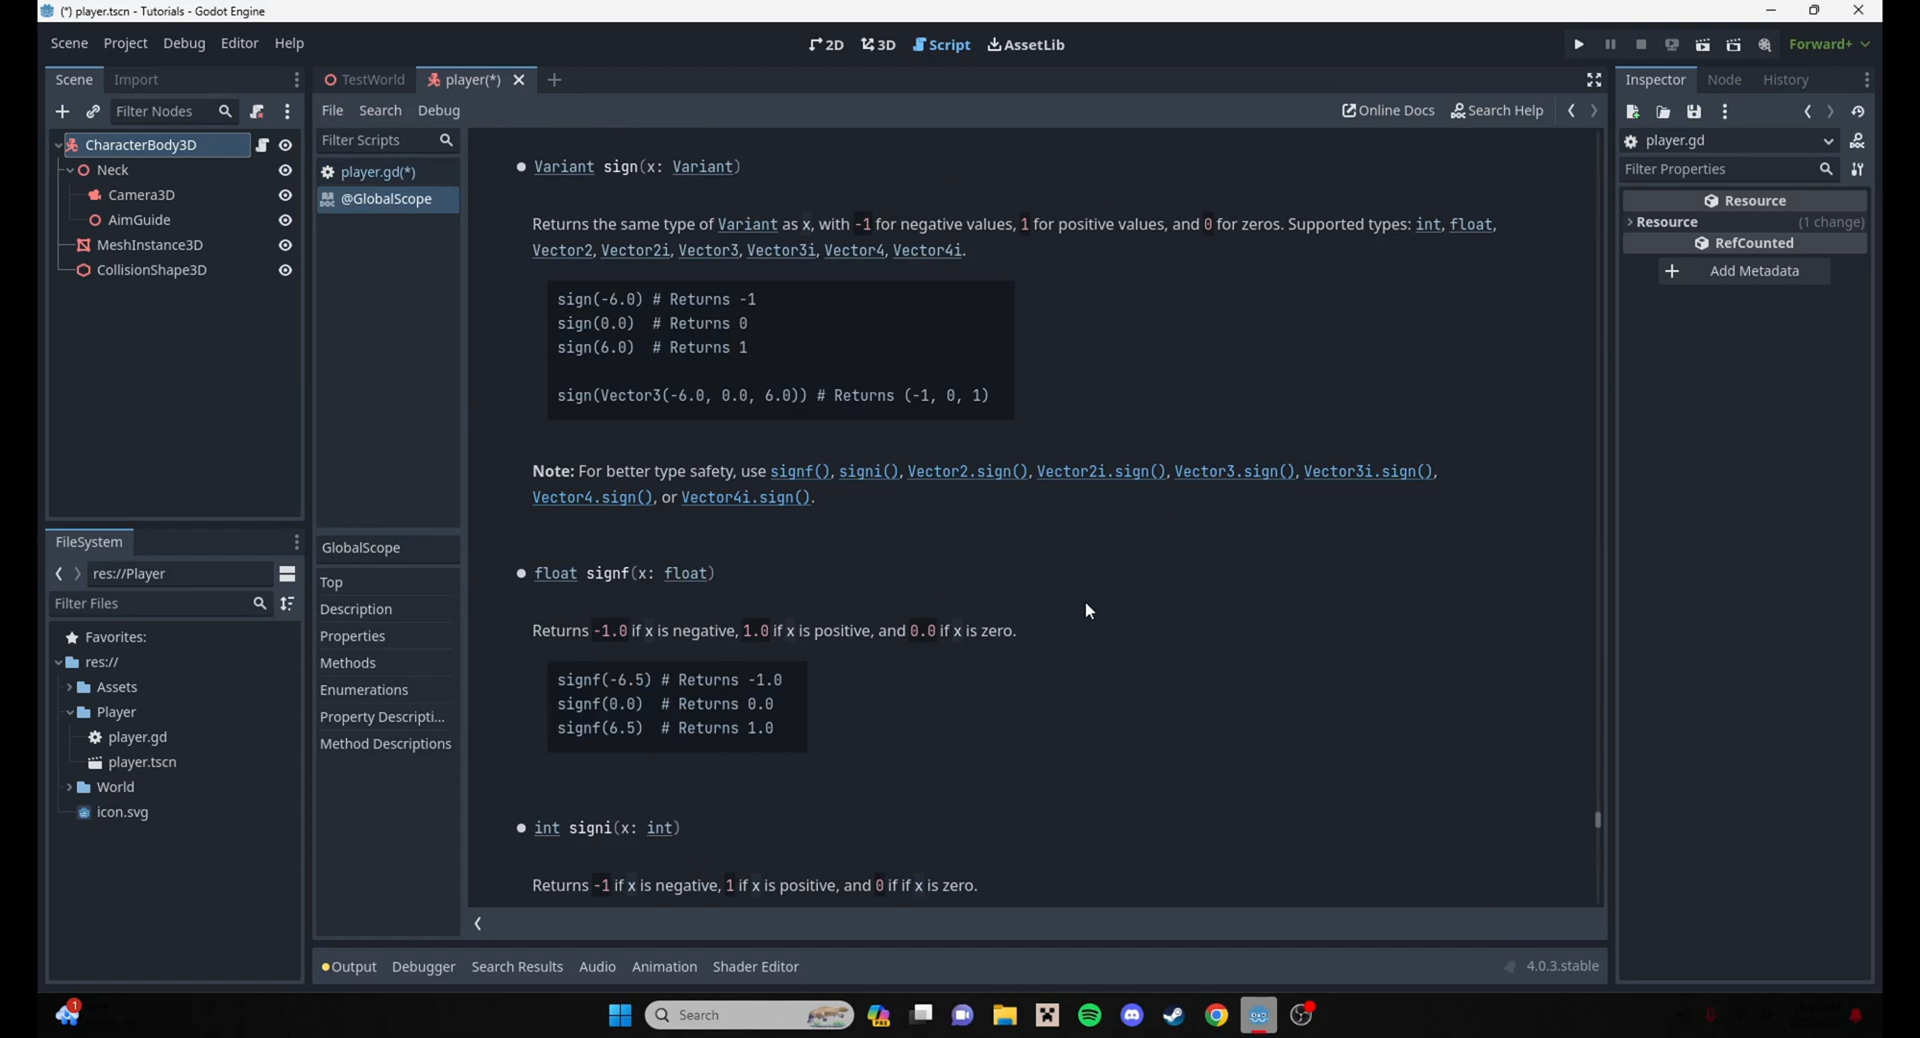 (*) player.tscn - Tutorials - Godot Engine
Scene Project Debug Editor Help
2D 3D Script AssetLib
Forward+
Scene Import
TestWorld player(*)
Inspector Node History
Filter Nodes
File Search Debug
Online Docs Search Help
CharacterBody3D
Neck
Camera3D
AimGuide
MeshInstance3D
CollisionShape3D
Filter Scripts
player.gd(*)
@GlobalScope
GlobalScope
Top
Description
Properties
Methods
Enumerations
Property Descripti...
Method Descriptions
Variant sign(x: Variant)
Returns the same type of Variant as x, with -1 for negative values, 1 for positive values, and 0 for zeros. Supported types: int, float,
Vector2, Vector2i, Vector3, Vector3i, Vector4, Vector4i.
sign(-6.0) # Returns -1
sign(0.0) # Returns 0
sign(6.0) # Returns 1
sign(Vector3(-6.0, 0.0, 6.0)) # Returns (-1, 0, 1)
Note: For better type safety, use signf(), signi(), Vector2.sign(), Vector2i.sign(), Vector3.sign(), Vector3i.sign(),
Vector4.sign(), or Vector4i.sign().
float signf(x: float)
Returns -1.0 if x is negative, 1.0 if x is positive, and 0.0 if x is zero.
signf(-6.5) # Returns -1.0
signf(0.0) # Returns 0.0
signf(6.5) # Returns 1.0
int signi(x: int)
Returns -1 if x is negative, 1 if x is positive, and 0 if if x is zero.
player.gd
Filter Properties
Resource
Resource (1 change)
RefCounted
Add Metadata
FileSystem
res://Player
Filter Files
Favorites:
res://
Assets
Player
player.gd
player.tscn
World
icon.svg
Output Debugger Search Results Audio Animation Shader Editor
4.0.3.stable
1
Search
PRE